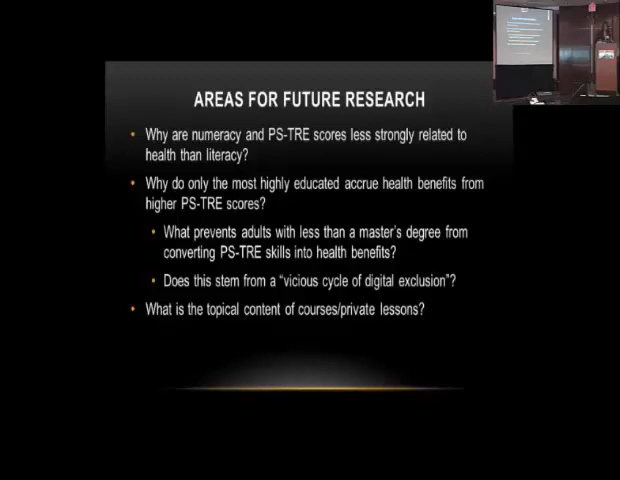 AREAS FOR FUTURE RESEARCH
• Why are numeracy and PS-TRE scores less strongly related to
health than literacy?
• Why do only the most highly educated accrue health benefits from
higher PS-TRE scores?
• What prevents adults with less than a master's degree from
converting PS-TRE skills into health benefits?
• Does this stem from a “vicious cycle of digital exclusion”?
• What is the topical content of courses/private lessons?